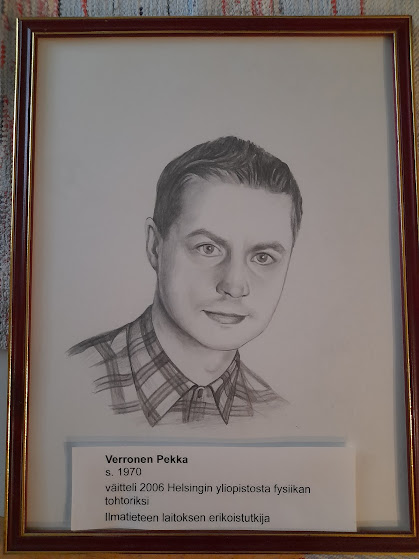 Verronen Pekka
s. 1970
väitteli 2006 Helsingin yliopistosta fysiikan
tohtoriksi
Ilmatieteen laitoksen erikoistutkija